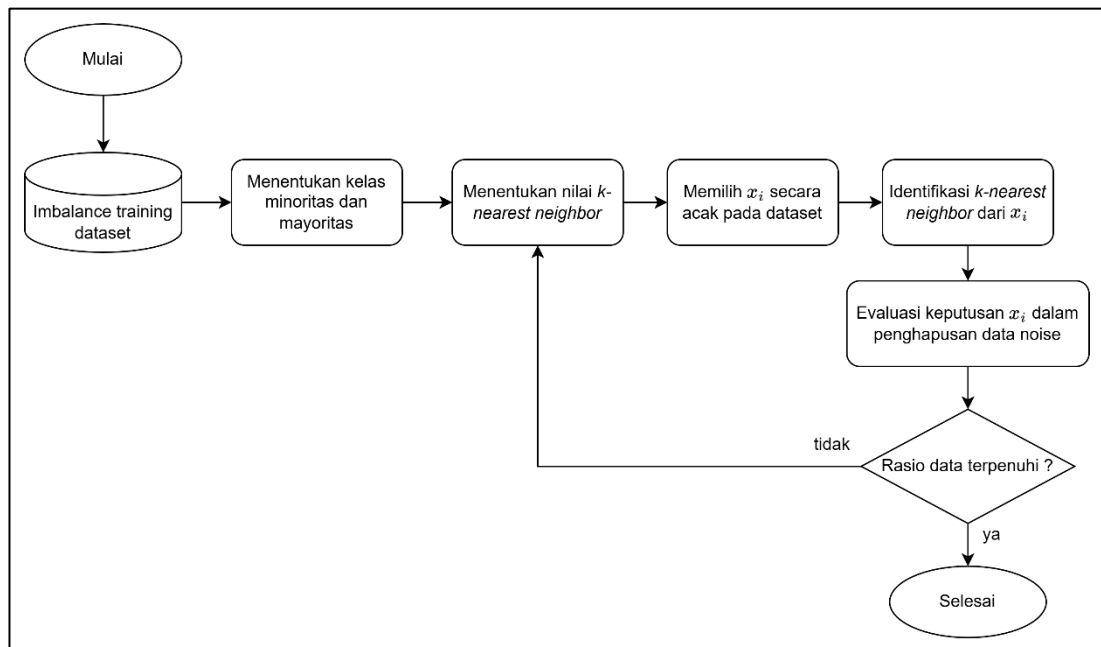 Mulai
Imbalance training
dataset
Menentukan kelas
minoritas dan
mayoritas
Menentukan nilai k-
nearest neighbor
Memilih xᵢ secara
acak pada dataset
Identifikasi k-nearest
neighbor dari xᵢ
Evaluasi keputusan xᵢ dalam
penghapusan data noise
Rasio data terpenuhi ?
tidak
ya
Selesai